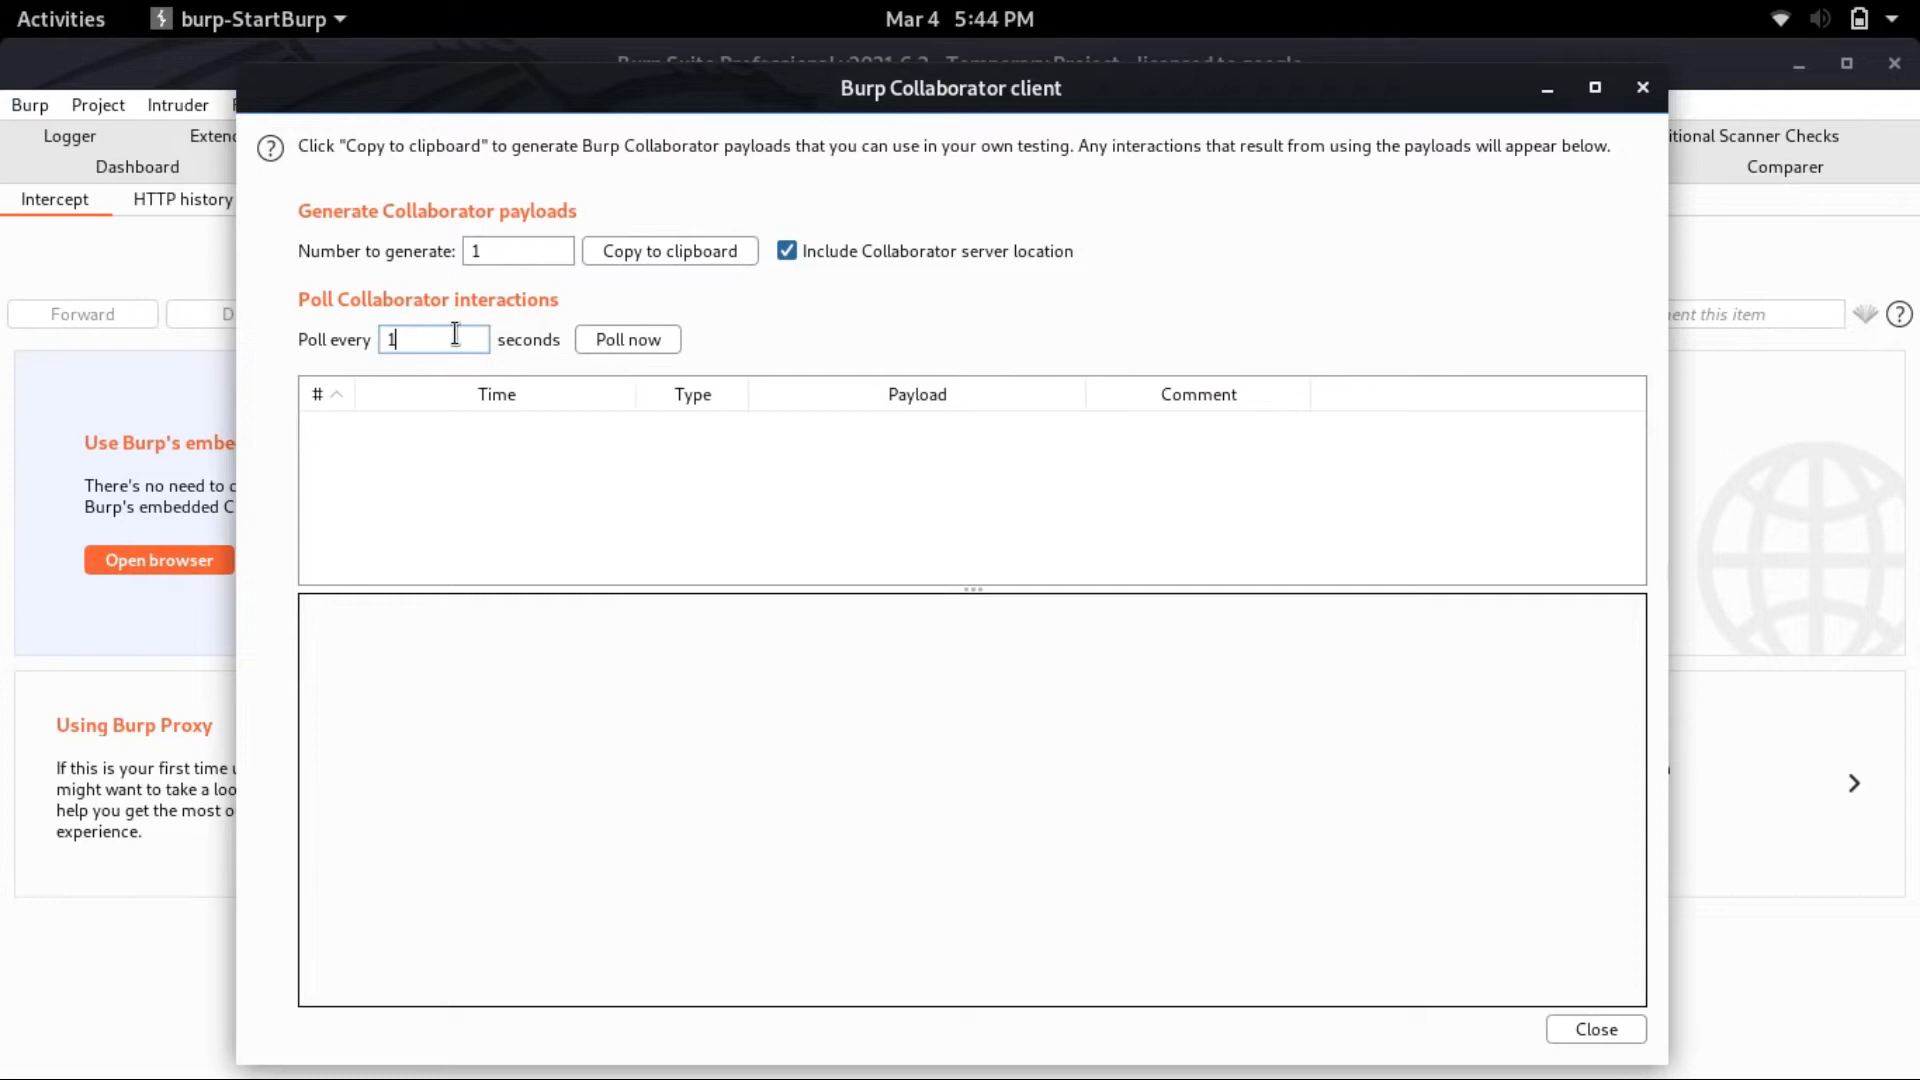 Activities burp-StartBurp Mar 4 5:44 PM
Burp Collaborator client
Burp Project Intruder
Logger Extend
Dashboard
Intercept HTTP history
itional Scanner Checks
Comparer
? Click "Copy to clipboard" to generate Burp Collaborator payloads that you can use in your own testing. Any interactions that result from using the payloads will appear below.
Generate Collaborator payloads
Number to generate: 1 Copy to clipboard Include Collaborator server location
Poll Collaborator interactions
Forward D
Poll every 1 seconds Poll now
ent this item ?
# Time Type Payload Comment
Use Burp's embe
There's no need to c
Burp's embedded C
Open browser
Using Burp Proxy
If this is your first time u
might want to take a loo
help you get the most o
experience.
Close